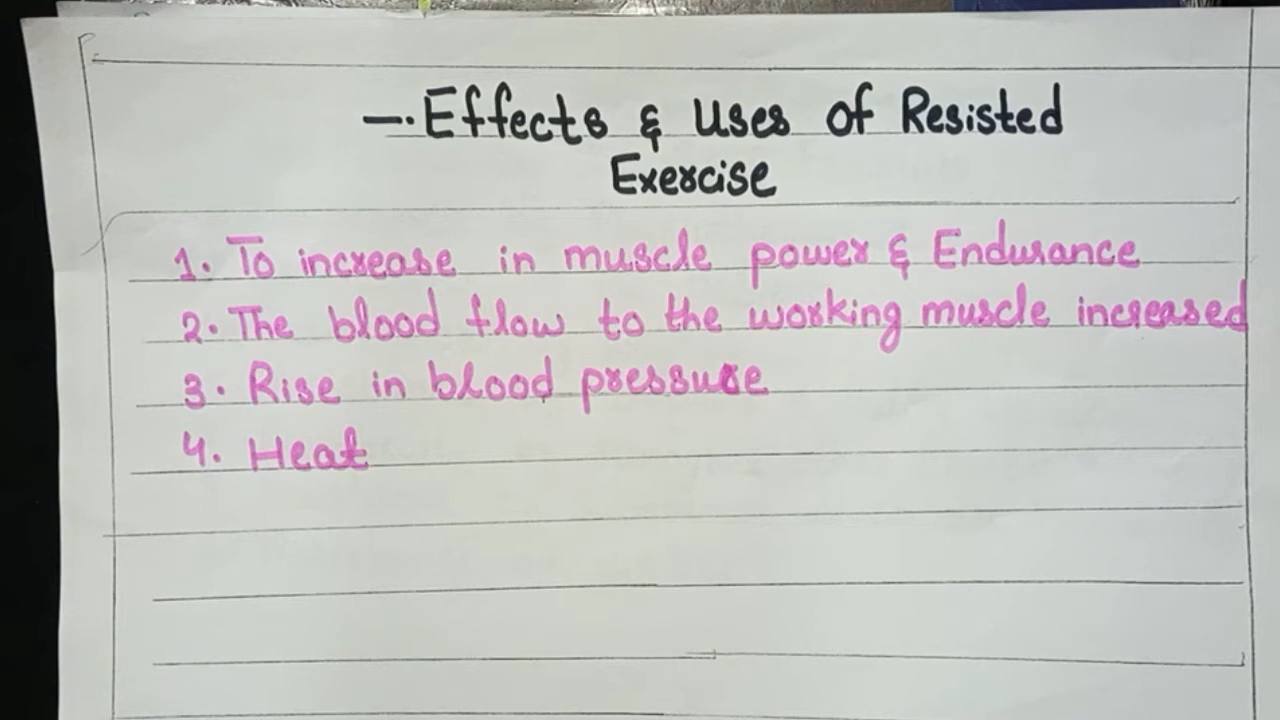 —. Effects & Uses of Resisted
Exercise
1. To increase in muscle power & Endurance
2. The blood flow to the working muscle increased
3. Rise in blood pressure
4. Heat